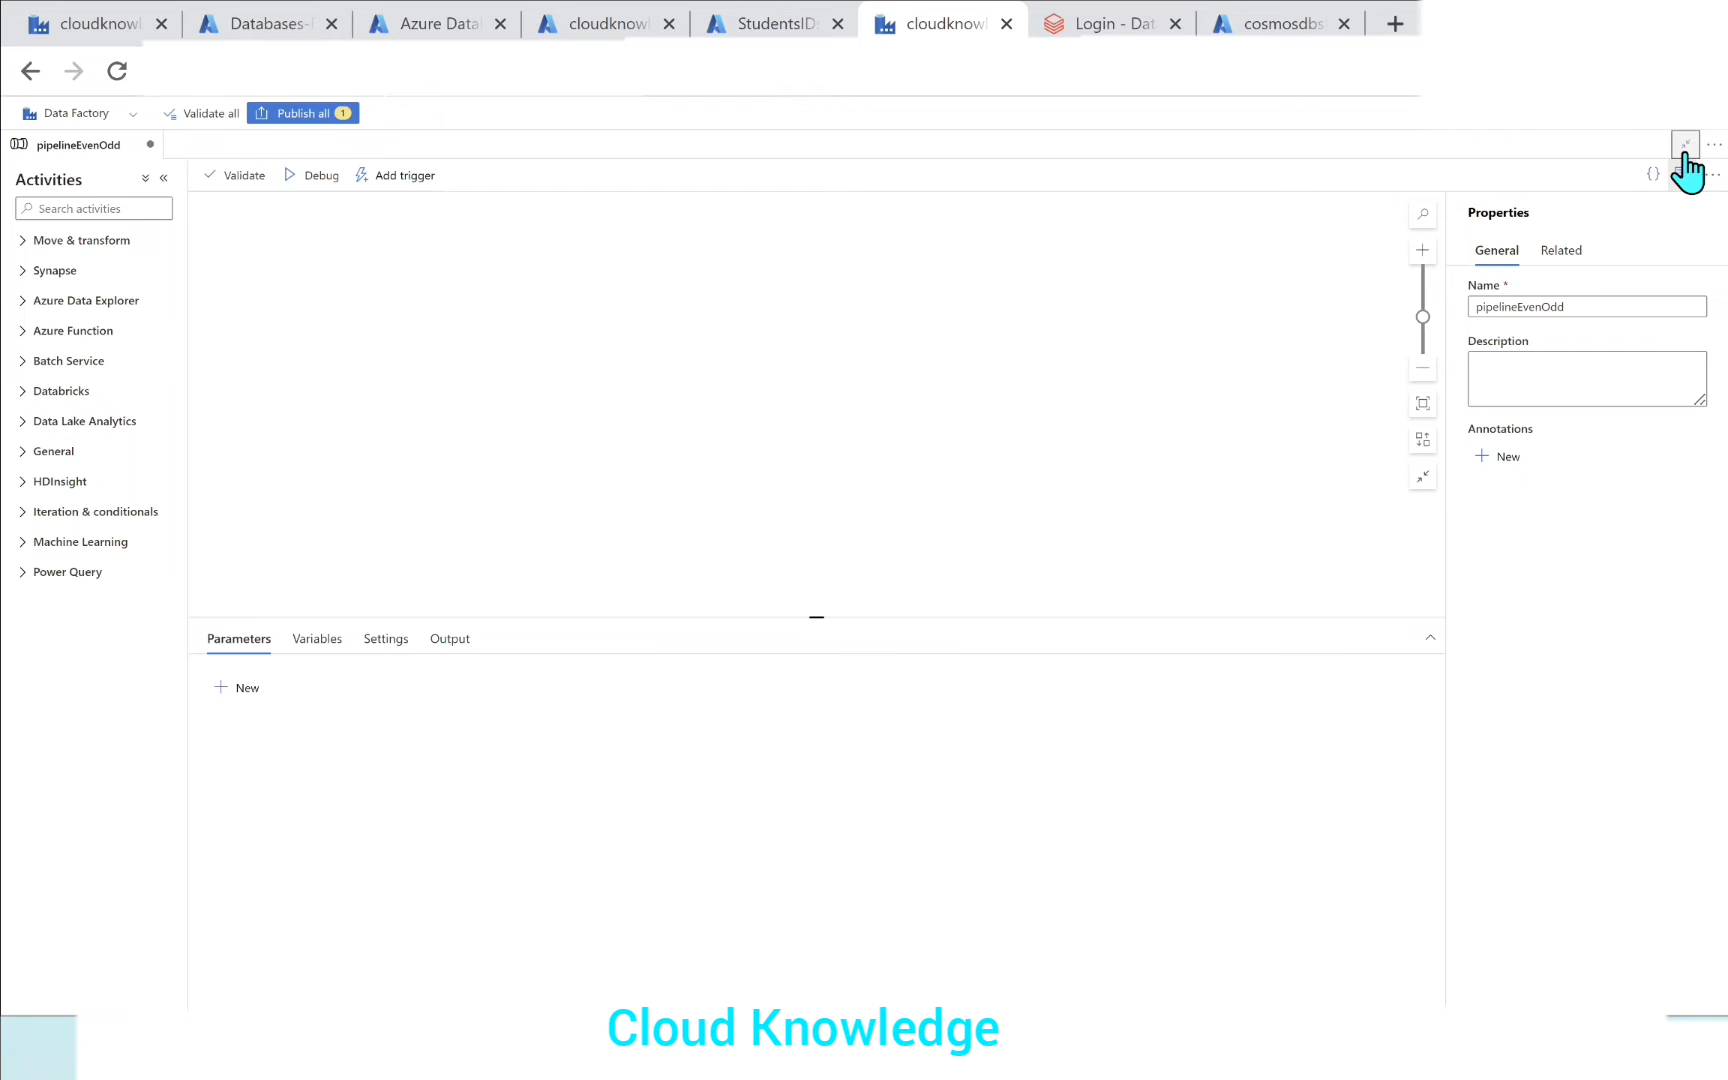 cloudknowl
Databases-
Azure Data
cloudknowl
StudentsID
cloudknowl
Login - Dat
cosmosdbs
Data Factory
Validate all
Publish all 1
pipelineEvenOdd
Activities
Validate
Debug
Add trigger
{}
Search activities
Move & transform
Synapse
Azure Data Explorer
Azure Function
Batch Service
Databricks
Data Lake Analytics
General
HDInsight
Iteration & conditionals
Machine Learning
Power Query
Properties
General
Related
Name *
pipelineEvenOdd
Description
Annotations
New
Parameters
Variables
Settings
Output
New
Cloud Knowledge